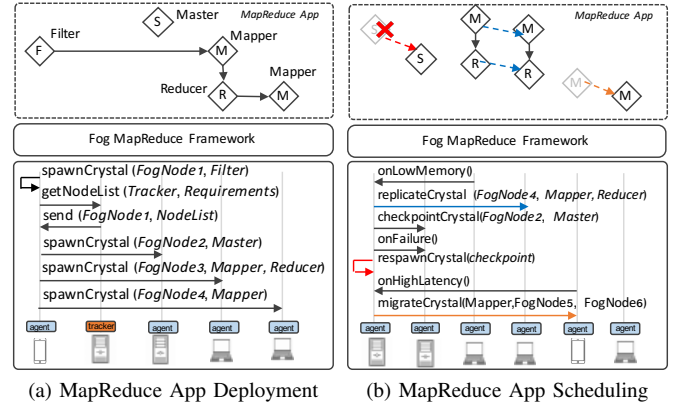 MapReduce App
S
Master
Filter
Mapper
F
M
Mapper
Reducer
R
M
Fog MapReduce Framework
spawnCrystal (FogNode1, Filter)
getNodeList (Tracker, Requirements)
send (FogNode1, NodeList)
spawnCrystal (FogNode2, Master)
spawnCrystal (FogNode3, Mapper, Reducer)
spawnCrystal (FogNode4, Mapper)
agent
tracker
agent
agent
agent
(a) MapReduce App Deployment
MapReduce App
S
S
M
M
R
R
M
M
Fog MapReduce Framework
onLowMemory()
replicateCrystal (FogNode4, Mapper, Reducer)
checkpointCrystal(FogNode2, Master)
onFailure()
respawnCrystal(checkpoint)
onHighLatency()
migrateCrystal(Mapper,FogNode5, FogNode6)
agent
agent
agent
agent
agent
agent
(b) MapReduce App Scheduling